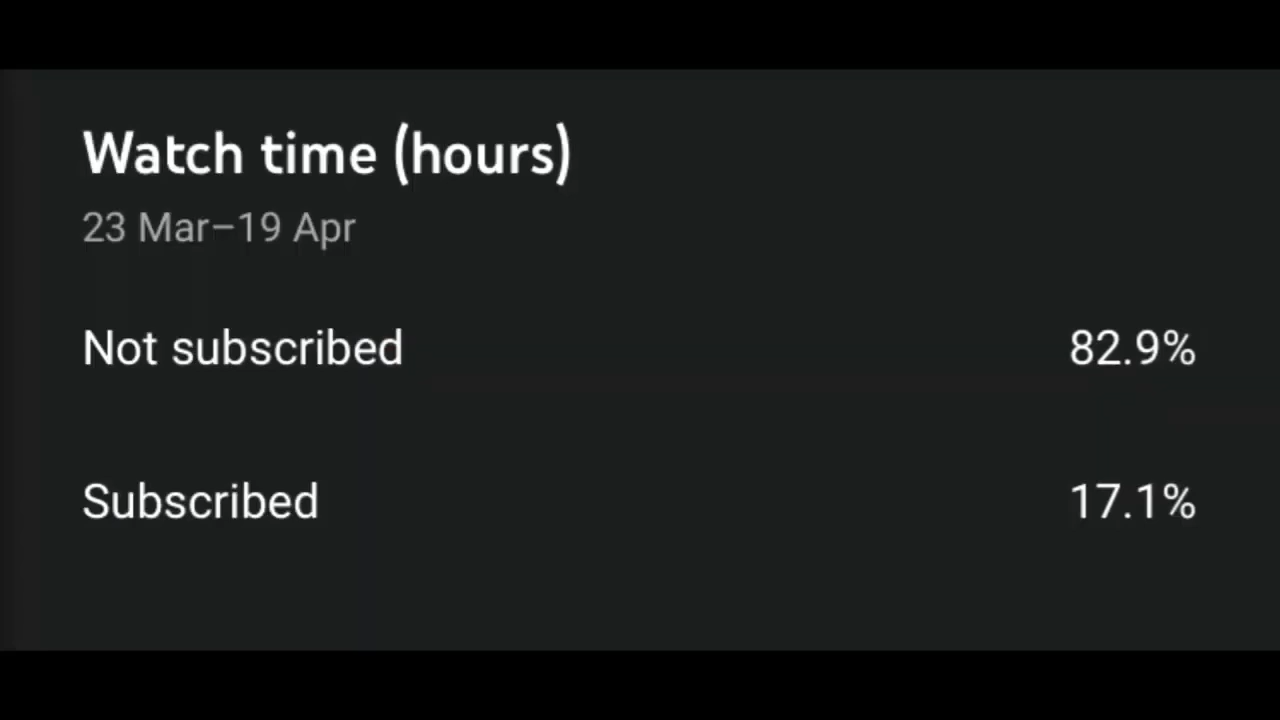 Watch time (hours)
23 Mar–19 Apr
Not subscribed 82.9%
Subscribed 17.1%